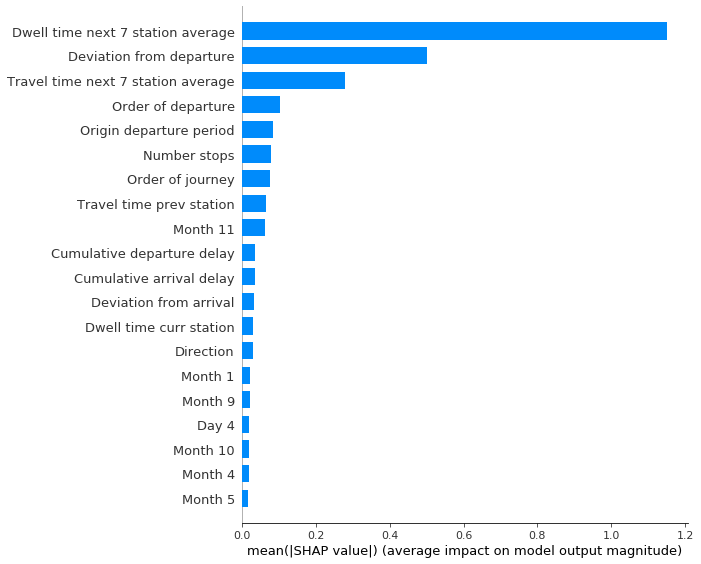 Dwell time next 7 station average
Deviation from departure
Travel time next 7 station average
Order of departure
Origin departure period
Number stops
Order of journey
Travel time prev station
Month 11
Cumulative departure delay
Cumulative arrival delay
Deviation from arrival
Dwell time curr station
Direction
Month 1
Month 9
Day 4
Month 10
Month 4
Month 5
0.0 0.2 0.4 0.6 0.8 1.0 1.2
mean(|SHAP value|) (average impact on model output magnitude)